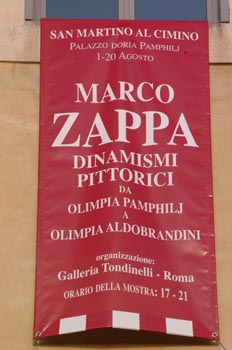 SAN MARTINO AL CIMINO
PALAZZO DORIA PAMPHILJ
1-20 AGOSTO
MARCO
ZAPPA
DINAMISMI
PITTORICI
DA
OLIMPIA PAMPHILJ
A
OLIMPIA ALDOBRANDINI
organizzazione:
Galleria Tondinelli - Roma
ORARIO DELLA MOSTRA: 17 - 21